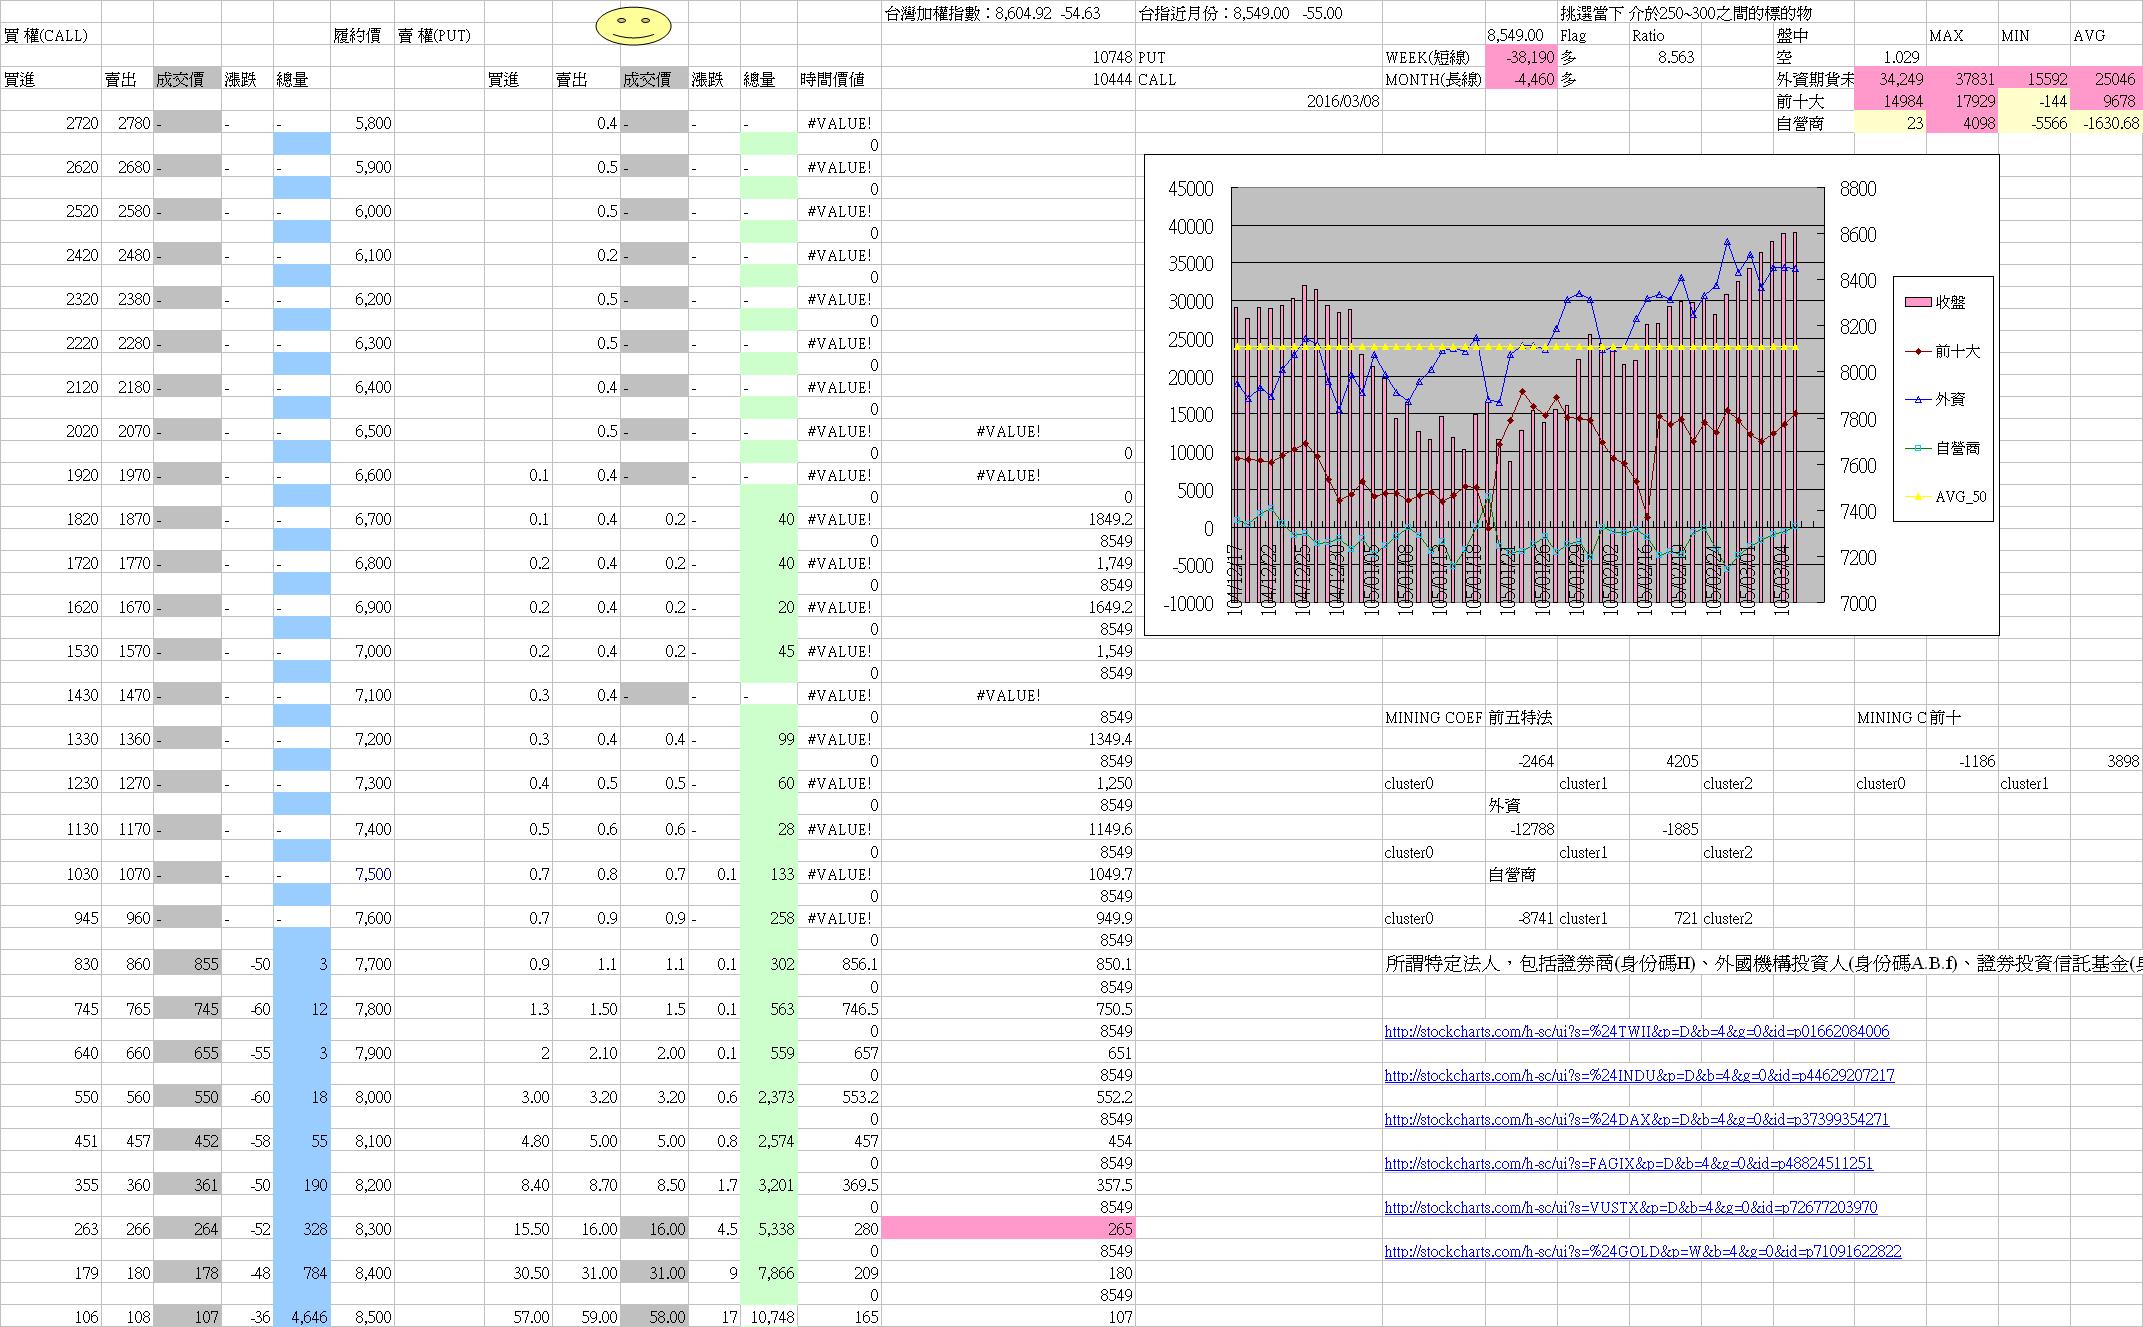 台灣加權指數：8,604.92 -54.63 台指近月份：8,549.00 -55.00 挑選當下 介於250~300之間的標的物
買 權(CALL) 履約價 賣 權(PUT) 8,549.00 Flag Ratio 盤中 MAX MIN AVG
10748 PUT WEEK(短線) -38,190 多 8.563 空 1.029
買進 賣出 成交價 漲跌 總量 買進 賣出 成交價 漲跌 總量 時間價值 10444 CALL MONTH(長線) -4,460 多 外資期貨未 34,249 37831 15592 25046
2016/03/08 前十大 14984 17929 -144 9678
2720 2780 - - - 5,800 0.4 - - - #VALUE! 自營商 23 4098 -5566 -1630.68
0
2620 2680 - - - 5,900 0.5 - - - #VALUE!
0
2520 2580 - - - 6,000 0.5 - - - #VALUE!
0
2420 2480 - - - 6,100 0.2 - - - #VALUE!
0
2320 2380 - - - 6,200 0.5 - - - #VALUE!
0
2220 2280 - - - 6,300 0.5 - - - #VALUE!
0
2120 2180 - - - 6,400 0.4 - - - #VALUE!
0
2020 2070 - - - 6,500 0.5 - - - #VALUE! #VALUE!
0 0
1920 1970 - - - 6,600 0.1 0.4 - - - #VALUE! #VALUE!
0 0
1820 1870 - - - 6,700 0.1 0.4 0.2 - 40 #VALUE! 1849.2
0 8549
1720 1770 - - - 6,800 0.2 0.4 0.2 - 40 #VALUE! 1,749
0 8549
1620 1670 - - - 6,900 0.2 0.4 0.2 - 20 #VALUE! 1649.2
0 8549
1530 1570 - - - 7,000 0.2 0.4 0.2 - 45 #VALUE! 1,549
0 8549
45000
40000
35000
30000
25000
20000
15000
10000
5000
0
-5000
-10000
8800
8600
8400
8200
8000
7800
7600
7400
7200
7000
104/12/17 104/12/22 104/12/25 104/12/30 105/01/05 105/01/08 105/01/13 105/01/18 105/01/21 105/01/26 105/01/29 105/02/02 105/02/16 105/02/19 105/02/24 105/03/01 105/03/04
收盤
前十大
外資
自營商
AVG_50
1430 1470 - - - 7,100 0.3 0.4 - - - #VALUE! #VALUE!
0 8549 MINING COEF 前五特法 MINING C 前十
1330 1360 - - - 7,200 0.3 0.4 0.4 - 99 #VALUE! 1349.4
0 8549 -2464 4205 -1186 3898
1230 1270 - - - 7,300 0.4 0.5 0.5 - 60 #VALUE! 1,250 cluster0 cluster1 cluster2 cluster0 cluster1
0 8549 外資
1130 1170 - - - 7,400 0.5 0.6 0.6 - 28 #VALUE! 1149.6 -12788 -1885
0 8549 cluster0 cluster1 cluster2
1030 1070 - - - 7,500 0.7 0.8 0.7 0.1 133 #VALUE! 1049.7 自營商
0 8549
945 960 - - - 7,600 0.7 0.9 0.9 - 258 #VALUE! 949.9 cluster0 -8741 cluster1 721 cluster2
0 8549
830 860 855 -50 3 7,700 0.9 1.1 1.1 0.1 302 856.1 850.1 所謂特定法人，包括證券商(身份碼H)、外國機構投資人(身份碼A.B.f)、證券投資信託基金(身
0 8549
745 765 745 -60 12 7,800 1.3 1.50 1.5 0.1 563 746.5 750.5
0 8549 http://stockcharts.com/h-sc/ui?s=%24TWII&p=D&b=4&g=0&id=p01662084006
640 660 655 -55 3 7,900 2 2.10 2.00 0.1 559 657 651
0 8549 http://stockcharts.com/h-sc/ui?s=%24INDU&p=D&b=4&g=0&id=p44629207217
550 560 550 -60 18 8,000 3.00 3.20 3.20 0.6 2,373 553.2 552.2
0 8549 http://stockcharts.com/h-sc/ui?s=%24DAX&p=D&b=4&g=0&id=p37399354271
451 457 452 -58 55 8,100 4.80 5.00 5.00 0.8 2,574 457 454
0 8549 http://stockcharts.com/h-sc/ui?s=FAGIX&p=D&b=4&g=0&id=p48824511251
355 360 361 -50 190 8,200 8.40 8.70 8.50 1.7 3,201 369.5 357.5
0 8549 http://stockcharts.com/h-sc/ui?s=VUSTX&p=D&b=4&g=0&id=p72677203970
263 266 264 -52 328 8,300 15.50 16.00 16.00 4.5 5,338 280 265
0 8549 http://stockcharts.com/h-sc/ui?s=%24GOLD&p=W&b=4&g=0&id=p71091622822
179 180 178 -48 784 8,400 30.50 31.00 31.00 9 7,866 209 180
0 8549
106 108 107 -36 4,646 8,500 57.00 59.00 58.00 17 10,748 165 107